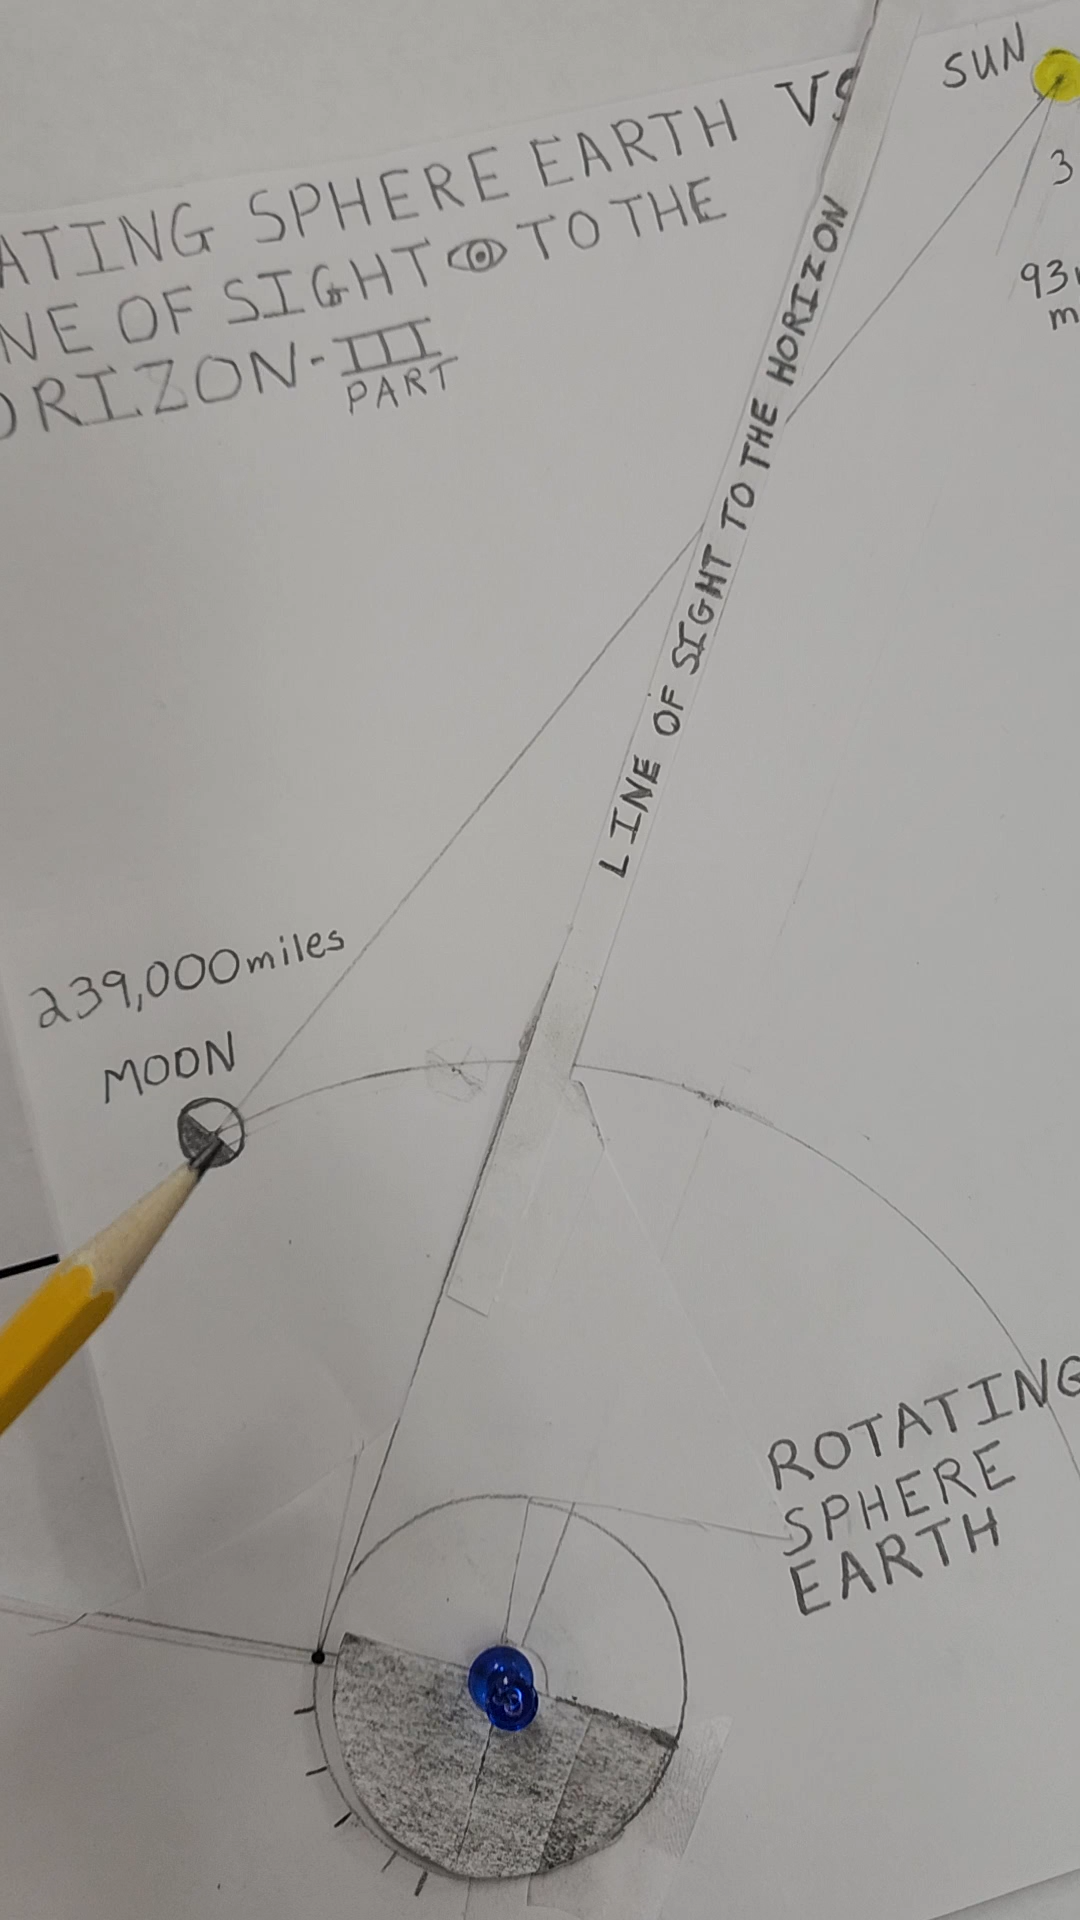 ATING SPHERE EARTH VS
NE OF SIGHT TO THE
ORIZON-III
PART
SUN
3
93
m
LINE OF SIGHT TO THE HORIZON
239,000miles
MOON
ROTATING
SPHERE
EARTH